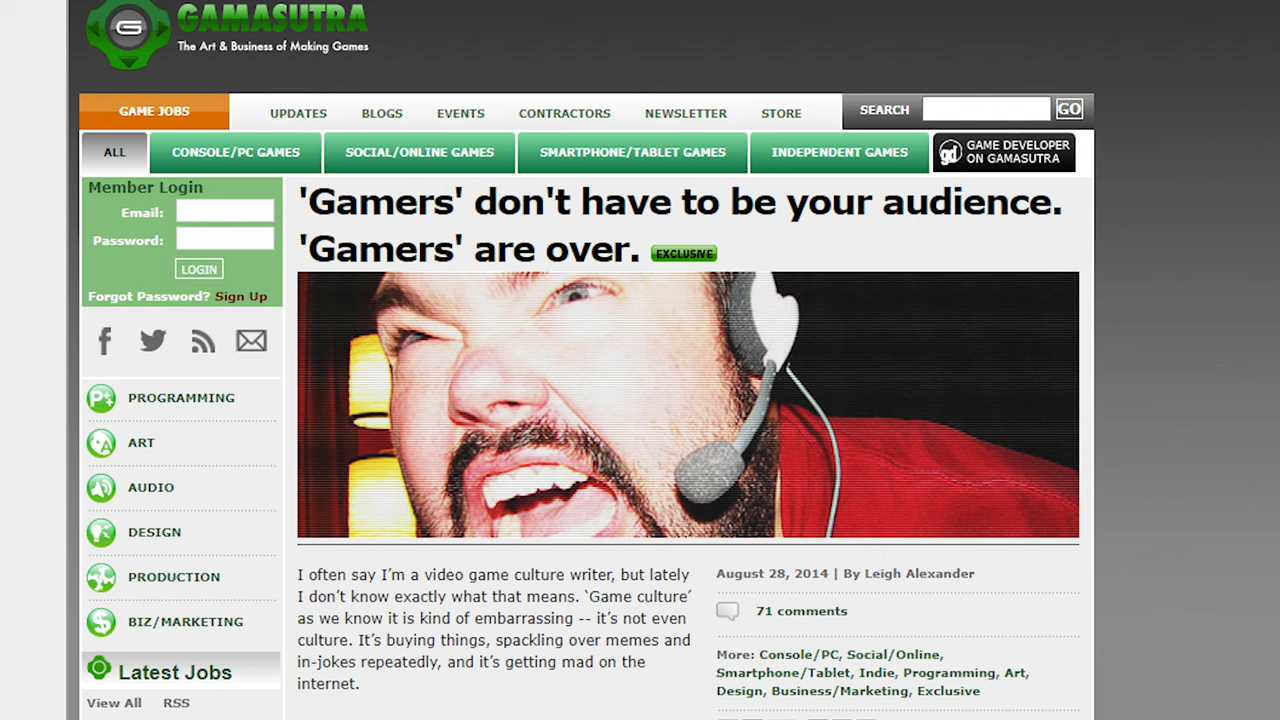 GAMASUTRA
The Art & Business of Making Games
GAME JOBS
UPDATES BLOGS EVENTS CONTRACTORS NEWSLETTER STORE
SEARCH GO
ALL CONSOLE/PC GAMES SOCIAL/ONLINE GAMES SMARTPHONE/TABLET GAMES INDEPENDENT GAMES
gd GAME DEVELOPER
ON GAMASUTRA
Member Login
Email:
Password:
LOGIN
Forgot Password? Sign Up
PROGRAMMING
ART
AUDIO
DESIGN
PRODUCTION
BIZ/MARKETING
Latest Jobs
View All RSS
'Gamers' don't have to be your audience.
'Gamers' are over. EXCLUSIVE
I often say I’m a video game culture writer, but lately
I don’t know exactly what that means. ‘Game culture’
as we know it is kind of embarrassing -- it’s not even
culture. It’s buying things, spackling over memes and
in-jokes repeatedly, and it’s getting mad on the
internet.
August 28, 2014 | By Leigh Alexander
71 comments
More: Console/PC, Social/Online,
Smartphone/Tablet, Indie, Programming, Art,
Design, Business/Marketing, Exclusive